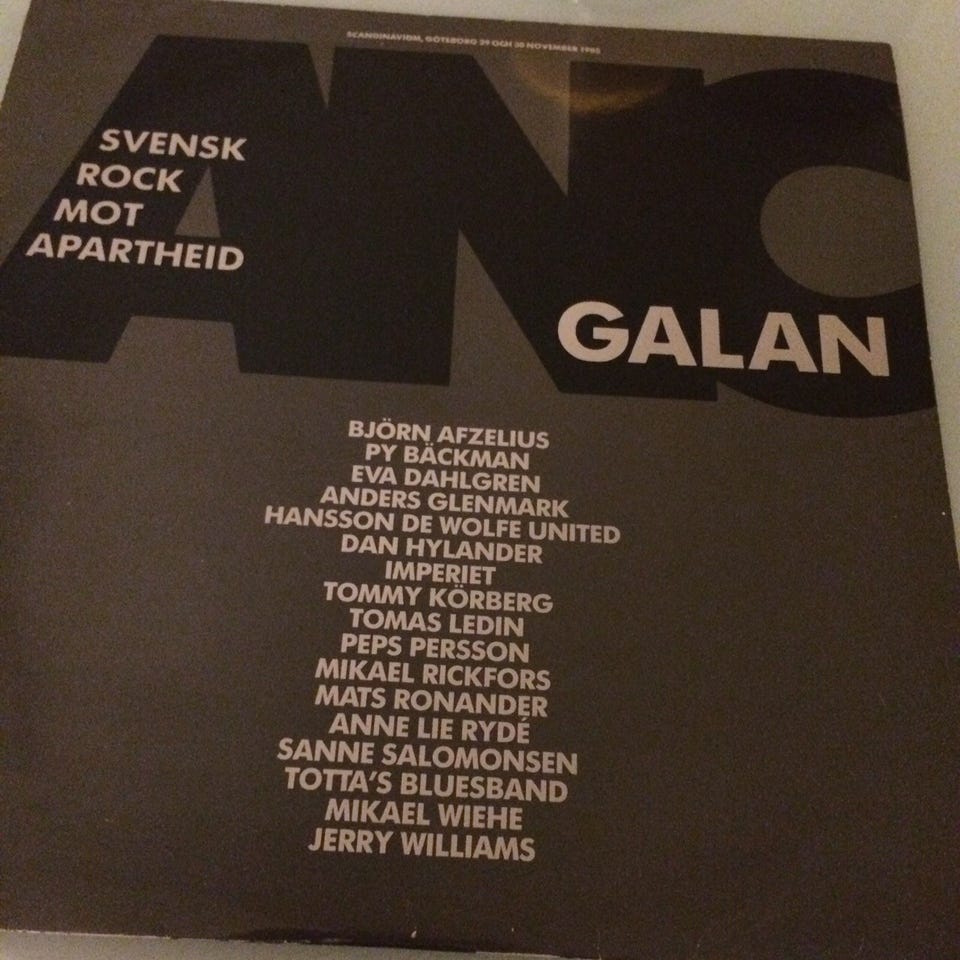 SCANDINAVIUM, GÖTEBORG 29 OCH 30 NOVEMBER 1985
ANC
SVENSK
ROCK
MOT
APARTHEID
GALAN
BJÖRN AFZELIUS
PY BÄCKMAN
EVA DAHLGREN
ANDERS GLENMARK
HANSSON DE WOLFE UNITED
DAN HYLANDER
IMPERIET
TOMMY KÖRBERG
TOMAS LEDIN
PEPS PERSSON
MIKAEL RICKFORS
MATS RONANDER
ANNE LIE RYDÉ
SANNE SALOMONSEN
TOTTA'S BLUESBAND
MIKAEL WIEHE
JERRY WILLIAMS